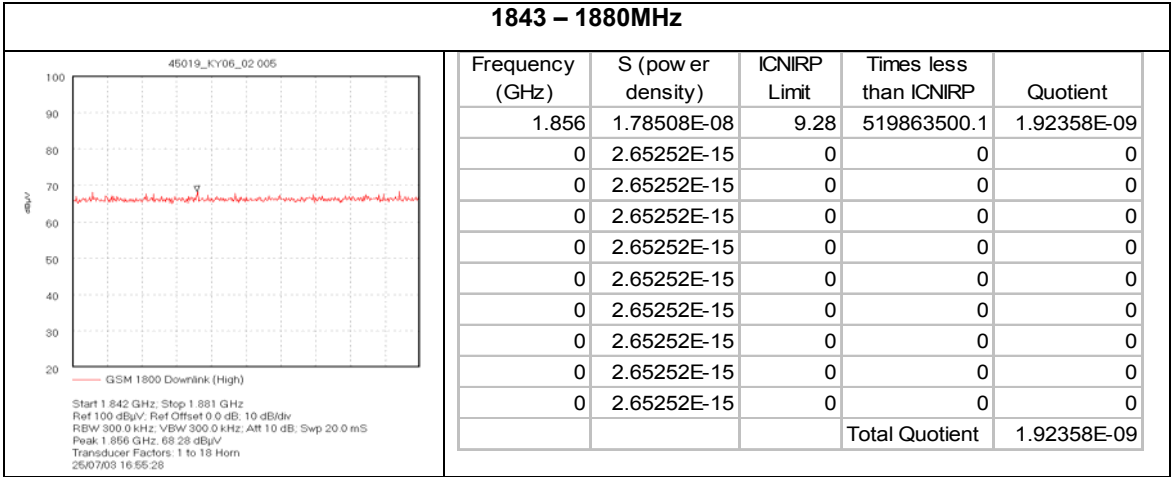 1843 – 1880MHz
45019_KY06_02 005
100
90
80
70
60
50
40
30
20
dBµV
GSM 1800 Downlink (High)
Start 1.842 GHz; Stop 1.881 GHz
Ref 100 dBµV; Ref Offset 0.0 dB; 10 dB/div
RBW 300.0 kHz; VBW 300.0 kHz; Att 10 dB; Swp 20.0 mS
Peak 1.856 GHz, 68.28 dBµV
Transducer Factors: 1 to 18 Horn
25/07/03 16:55:28
Frequency (GHz) S (power density) ICNIRP Limit Times less than ICNIRP Quotient
1.856 1.78508E-08 9.28 519863500.1 1.92358E-09
0 2.65252E-15 0 0 0
0 2.65252E-15 0 0 0
0 2.65252E-15 0 0 0
0 2.65252E-15 0 0 0
0 2.65252E-15 0 0 0
0 2.65252E-15 0 0 0
0 2.65252E-15 0 0 0
0 2.65252E-15 0 0 0
0 2.65252E-15 0 0 0
Total Quotient 1.92358E-09